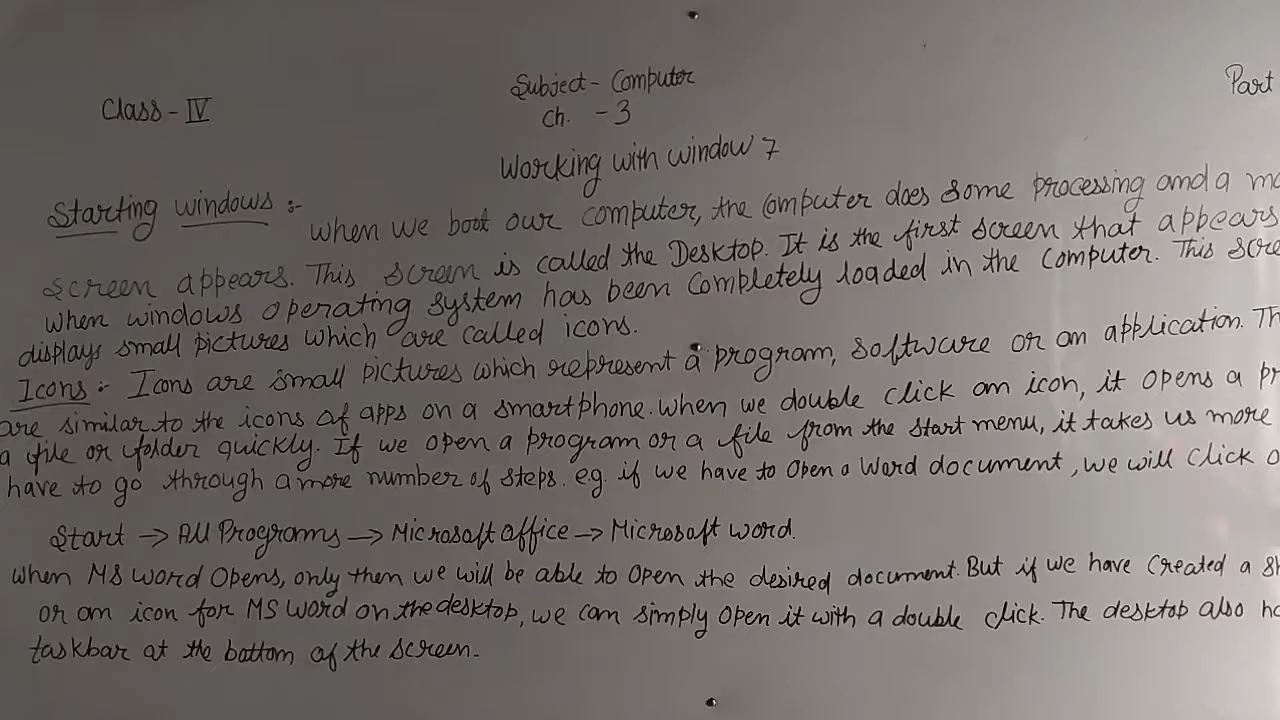 Subject - Computer
Part
Class - IV
Ch. - 3
Working with window 7
Starting windows :- When we boot our computer, the computer does some processing and a
screen appears. This screen is called the Desktop. It is the first screen that appears
when windows operating system has been completely loaded in the computer. This
displays small pictures which are called icons.
Icons :- Icons are small pictures which represent a program, software or an application.
are similar to the icons of apps on a smartphone. When we double click an icon, it opens a
a file or folder quickly. If we open a program or a file from the start menu, it takes us more
have to go through a more number of steps. e.g. if we have to open a Word document, we will click
Start → All Programs → Microsoft office → Microsoft word.
When MS word Opens, only then we will be able to open the desired document. But if we have created a
or an icon for MS WORD on the desktop, we can simply open it with a double click. The desktop also
taskbar at the bottom of the screen.